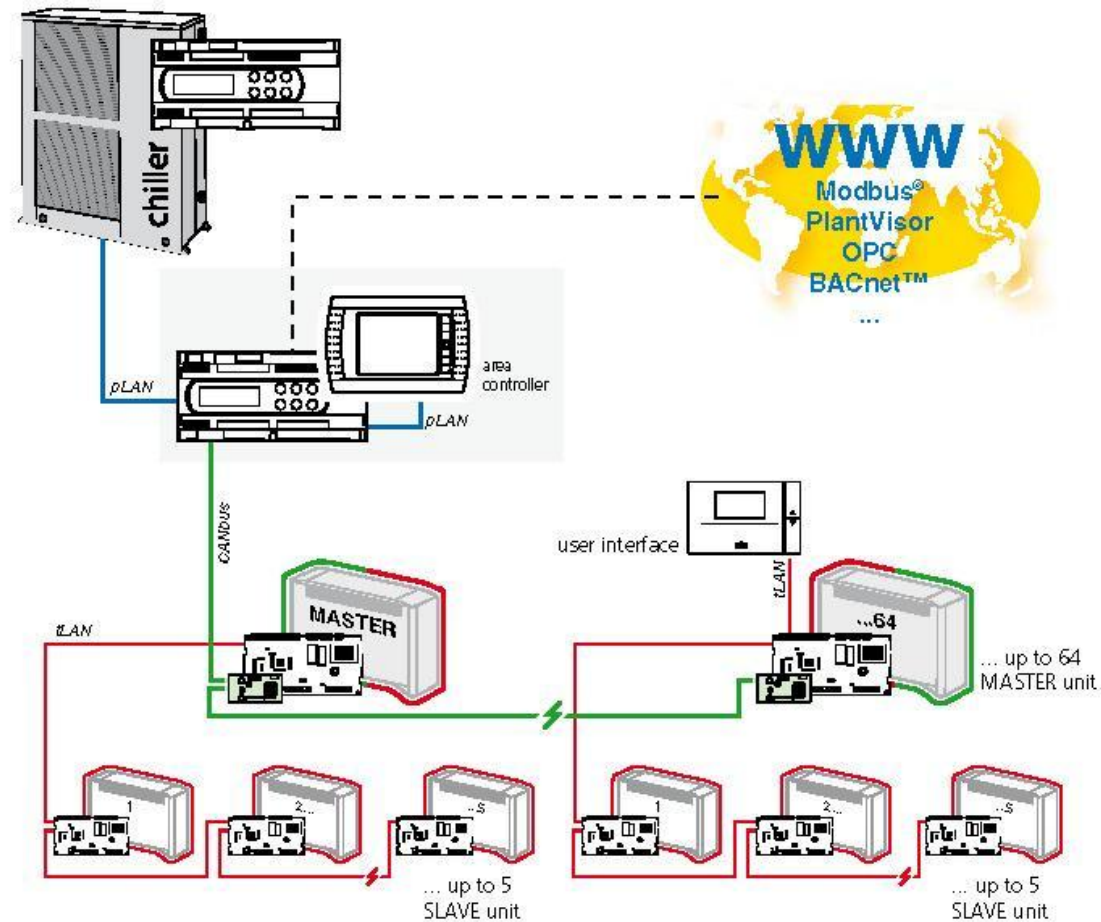 chiller
WWW
Modbus®
PlantVisor
OPC
BACnet™
...
area
controller
pLAN
pLAN
CANbus
user interface
tLAN
tLAN
MASTER
...64
... up to 64
MASTER unit
1
2...
...5
1
2...
...5
... up to 5
SLAVE unit
... up to 5
SLAVE unit